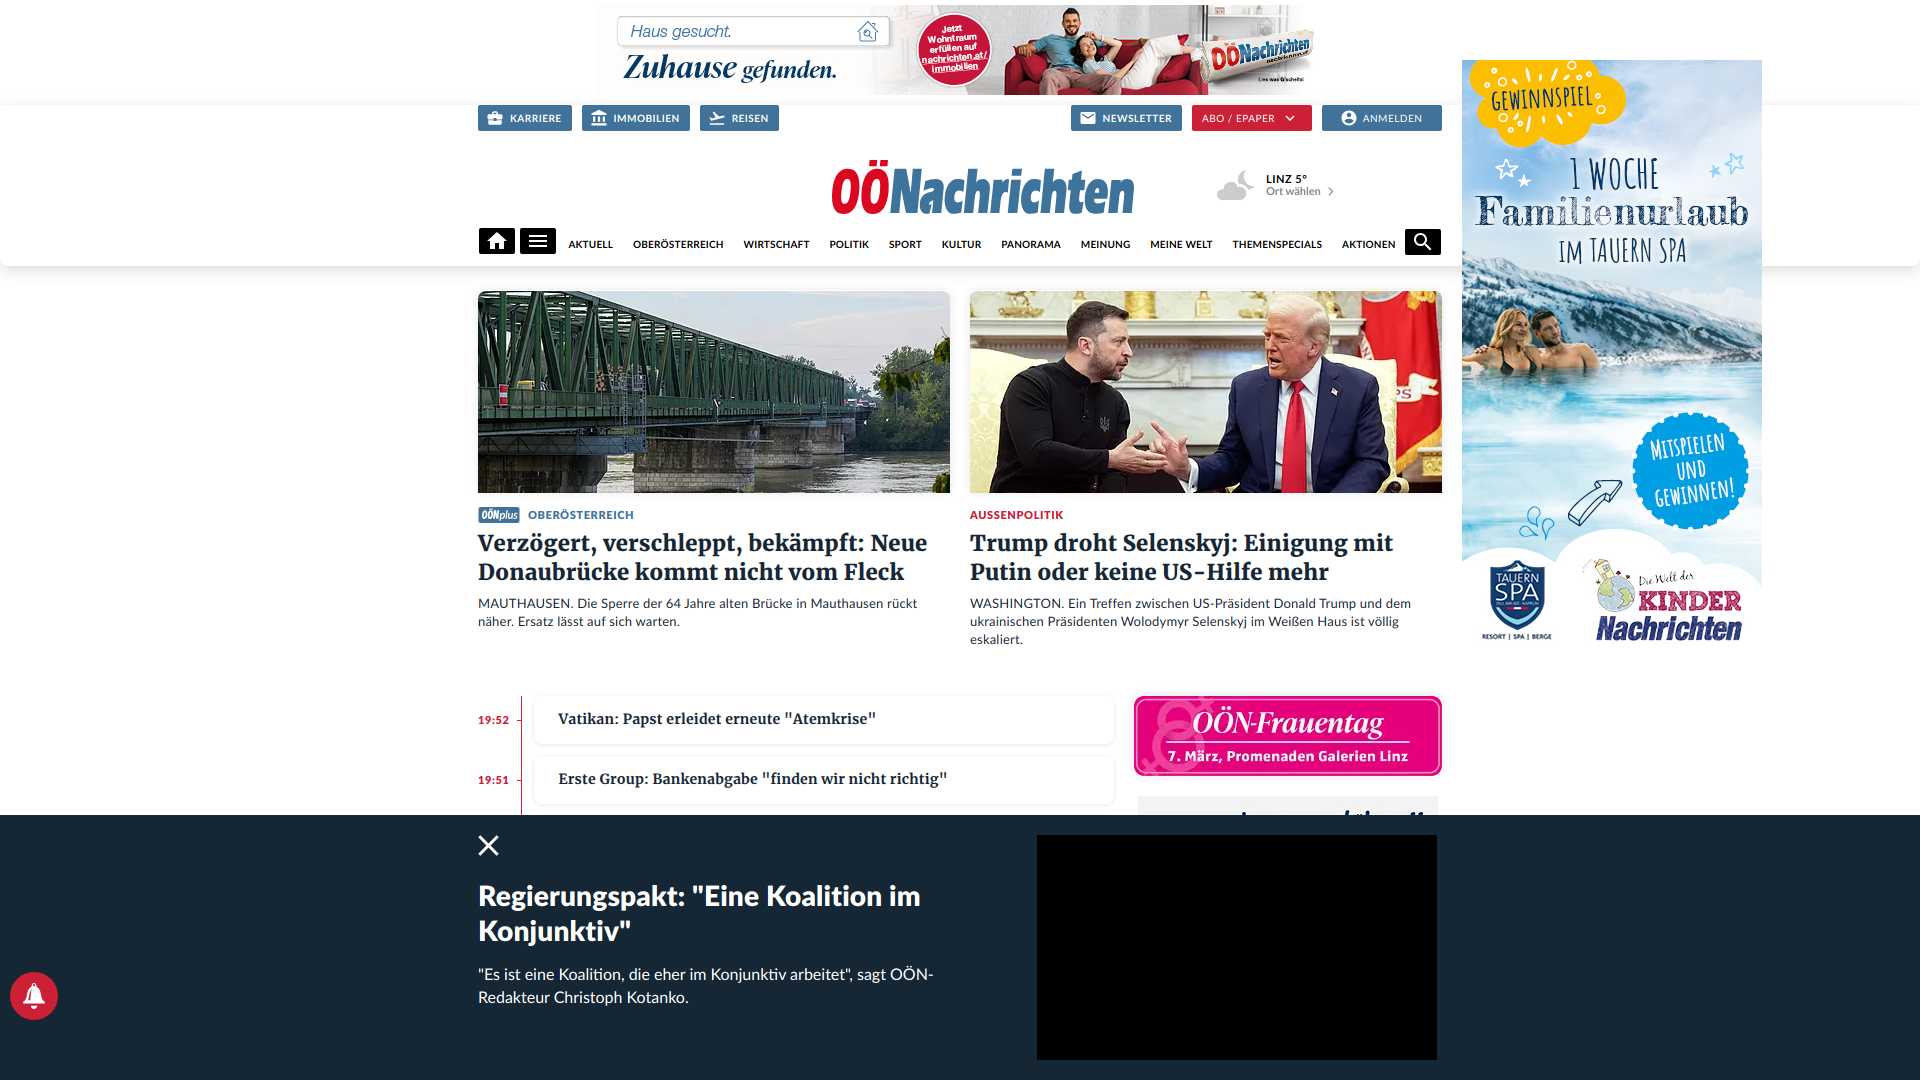 Haus gesucht.
Zuhause gefunden.
Jetzt
Wohntraum
erfüllen auf
nachrichten.at/
immobilien
OÖNachrichten
Lies was G'scheits!
KARRIERE
IMMOBILIEN
REISEN
NEWSLETTER
ABO / EPAPER
ANMELDEN
OÖNachrichten
LINZ 5°
Ort wählen
AKTUELL
OBERÖSTERREICH
WIRTSCHAFT
POLITIK
SPORT
KULTUR
PANORAMA
MEINUNG
MEINE WELT
THEMENSPECIALS
AKTIONEN
GEWINNSPIEL
1 WOCHE
Familienurlaub
IM TAUERN SPA
MITSPIELEN
UND
GEWINNEN!
TAUERN
SPA
RESORT | SPA | BERGE
Die Welt der
KINDER
Nachrichten
OÖNplus OBERÖSTERREICH
Verzögert, verschleppt, bekämpft: Neue
Donaubrücke kommt nicht vom Fleck
MAUTHAUSEN. Die Sperre der 64 Jahre alten Brücke in Mauthausen rückt
näher. Ersatz lässt auf sich warten.
AUSSENPOLITIK
Trump droht Selenskyj: Einigung mit
Putin oder keine US-Hilfe mehr
WASHINGTON. Ein Treffen zwischen US-Präsident Donald Trump und dem
ukrainischen Präsidenten Wolodymyr Selenskyj im Weißen Haus ist völlig
eskaliert.
19:52
Vatikan: Papst erleidet erneute "Atemkrise"
19:51
Erste Group: Bankenabgabe "finden wir nicht richtig"
OÖN-Frauentag
7. März, Promenaden Galerien Linz
Regierungspakt: "Eine Koalition im
Konjunktiv"
"Es ist eine Koalition, die eher im Konjunktiv arbeitet", sagt OÖN-
Redakteur Christoph Kotanko.